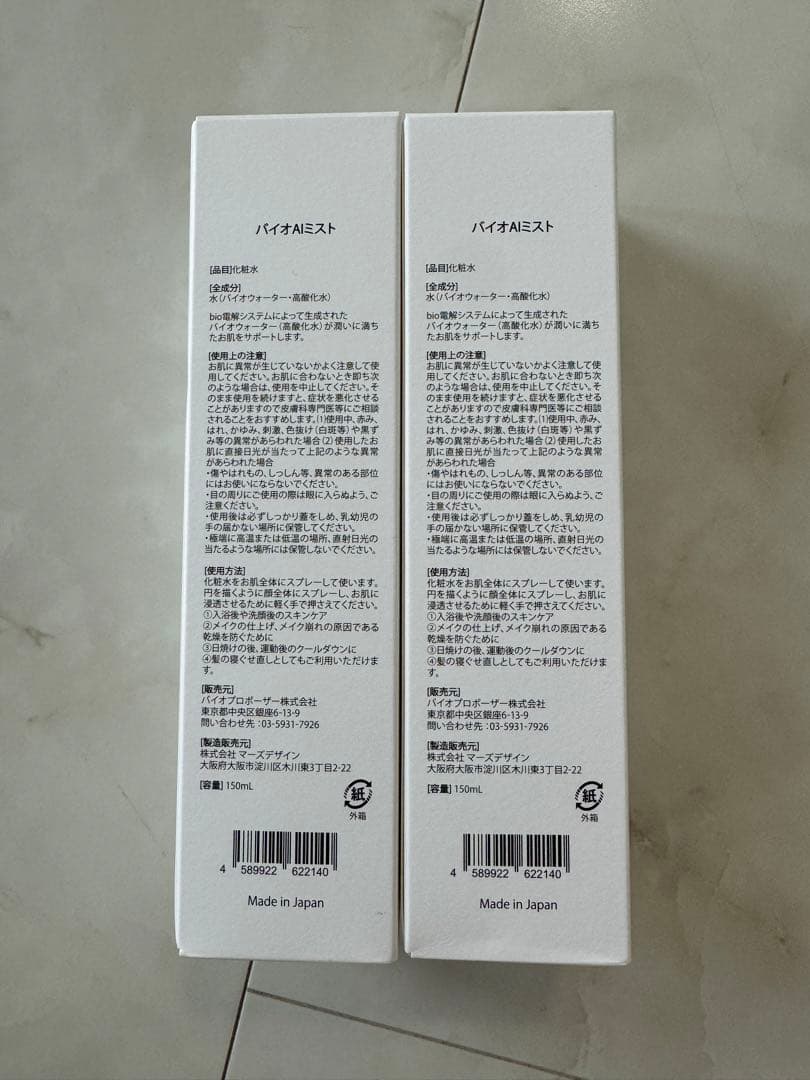 バイオAIミスト
[品目]化粧水
[全成分]
水(バイオウォーター・高酸化水)
bio電解システムによって生成された
バイオウォーター(高酸化水)が潤いに満ち
たお肌をサポートします。
[使用上の注意]
お肌に異常が生じていないかよく注意して使
用してください。お肌に合わないとき即ち次
のような場合は、使用を中止してください。そ
のまま使用を続けますと、症状を悪化させる
ことがありますので皮膚科専門医等にご相談
されることをおすすめします。(1)使用中、赤み、
はれ、かゆみ、刺激、色抜け(白斑等)や黒ず
み等の異常があらわれた場合(2)使用したお
肌に直接日光が当たって上記のような異常
があらわれた場合
・傷やはれもの、しっしん等、異常のある部位
にはお使いにならないでください。
・目の周りにご使用の際は眼に入らぬよう、ご
注意ください。
・使用後は必ずしっかり蓋をしめ、乳幼児の
手の届かない場所に保管してください。
・極端に高温または低温の場所、直射日光の
当たるような場所には保管しないでください。
[使用方法]
化粧水をお肌全体にスプレーして使います。
円を描くように顔全体にスプレーし、お肌に
浸透させるために軽く手で押さえてください。
①入浴後や洗顔後のスキンケア
②メイクの仕上げ、メイク崩れの原因である
乾燥を防ぐために
③日焼けの後、運動後のクールダウンに
④髪の寝ぐせ直しとしてもご利用いただけま
す。
[販売元]
バイオプロポーザー株式会社
東京都中央区銀座6-13-9
問い合わせ先:03-5931-7926
[製造販売元]
株式会社 マーズデザイン
大阪府大阪市淀川区木川東3丁目2-22
[容量] 150mL
紙
外箱
4 589922 622140
Made in Japan
バイオAIミスト
[品目]化粧水
[全成分]
水(バイオウォーター・高酸化水)
bio電解システムによって生成された
バイオウォーター(高酸化水)が潤いに満ち
たお肌をサポートします。
[使用上の注意]
お肌に異常が生じていないかよく注意して使
用してください。お肌に合わないとき即ち次
のような場合は、使用を中止してください。そ
のまま使用を続けますと、症状を悪化させる
ことがありますので皮膚科専門医等にご相談
されることをおすすめします。(1)使用中、赤み、
はれ、かゆみ、刺激、色抜け(白斑等)や黒ず
み等の異常があらわれた場合(2)使用したお
肌に直接日光が当たって上記のような異常
があらわれた場合
・傷やはれもの、しっしん等、異常のある部位
にはお使いにならないでください。
・目の周りにご使用の際は眼に入らぬよう、ご
注意ください。
・使用後は必ずしっかり蓋をしめ、乳幼児の
手の届かない場所に保管してください。
・極端に高温または低温の場所、直射日光の
当たるような場所には保管しないでください。
[使用方法]
化粧水をお肌全体にスプレーして使います。
円を描くように顔全体にスプレーし、お肌に
浸透させるために軽く手で押さえてください。
①入浴後や洗顔後のスキンケア
②メイクの仕上げ、メイク崩れの原因である
乾燥を防ぐために
③日焼けの後、運動後のクールダウンに
④髪の寝ぐせ直しとしてもご利用いただけま
す。
[販売元]
バイオプロポーザー株式会社
東京都中央区銀座6-13-9
問い合わせ先:03-5931-7926
[製造販売元]
株式会社 マーズデザイン
大阪府大阪市淀川区木川東3丁目2-22
[容量] 150mL
紙
外箱
4 589922 622140
Made in Japan